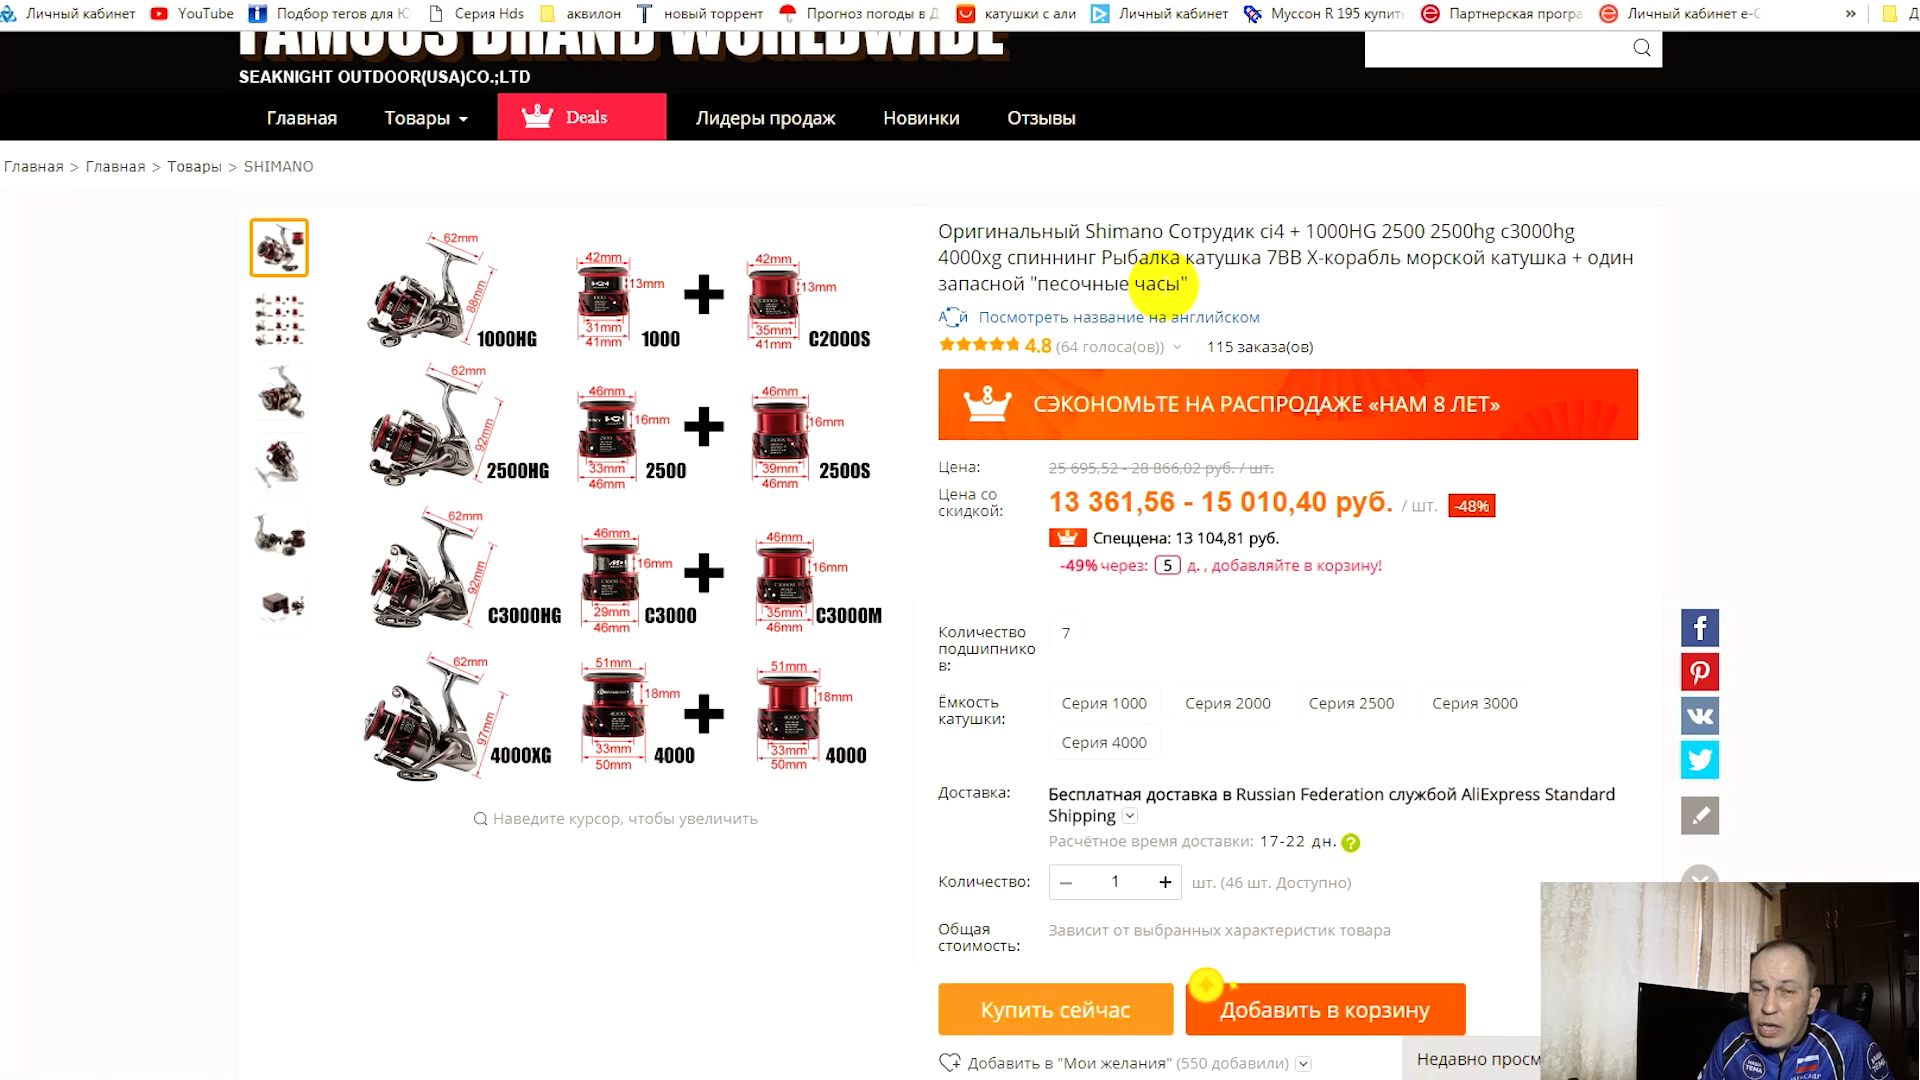 Личный кабинет
YouTube
Подбор тегов для Ю
Серия Hds
аквилон
новый торрент
Прогноз погоды в Д
катушки с али
Личный кабинет
Муссон R 195 купить
Партнерская програ
Личный кабинет e-C
»
Д
FAMOUS BRAND WORLDWIDE
SEAKNIGHT OUTDOOR(USA)CO.;LTD
Главная
Товары
8
Deals
Лидеры продаж
Новинки
Отзывы
Главная > Главная > Товары > SHIMANO
62mm
88mm
1000HG
42mm
13mm
31mm
41mm
1000
+
42mm
13mm
35mm
41mm
C2000S
62mm
92mm
2500HG
46mm
16mm
33mm
46mm
2500
+
46mm
16mm
39mm
46mm
2500S
62mm
92mm
C3000HG
46mm
16mm
29mm
46mm
C3000
+
46mm
16mm
35mm
46mm
C3000M
62mm
97mm
4000XG
51mm
18mm
33mm
50mm
4000
+
51mm
18mm
33mm
50mm
4000
Наведите курсор, чтобы увеличить
Оригинальный Shimano Сотрудик ci4 + 1000HG 2500 2500hg c3000hg
4000xg спиннинг Рыбалка катушка 7BB X-корабль морской катушка + один
запасной "песочные часы"
Посмотреть название на английском
4.8 (64 голоса(ов)) 115 заказа(ов)
8
СЭКОНОМЬТЕ НА РАСПРОДАЖЕ «НАМ 8 ЛЕТ»
Цена: 25 695,52 - 28 866,02 руб. / шт.
Цена со
скидкой:
13 361,56 - 15 010,40 руб. / шт. -48%
Спеццена: 13 104,81 руб.
-49% через: 5 д. , добавляйте в корзину!
Количество
подшипнико
в:
7
Ёмкость
катушки:
Серия 1000
Серия 2000
Серия 2500
Серия 3000
Серия 4000
Доставка:
Бесплатная доставка в Russian Federation службой AliExpress Standard
Shipping
Расчётное время доставки: 17-22 дн. ?
Количество: – 1 + шт. (46 шт. Доступно)
Общая
стоимость:
Зависит от выбранных характеристик товара
Купить сейчас
Добавить в корзину
Добавить в "Мои желания" (550 добавили)
Недавно просм